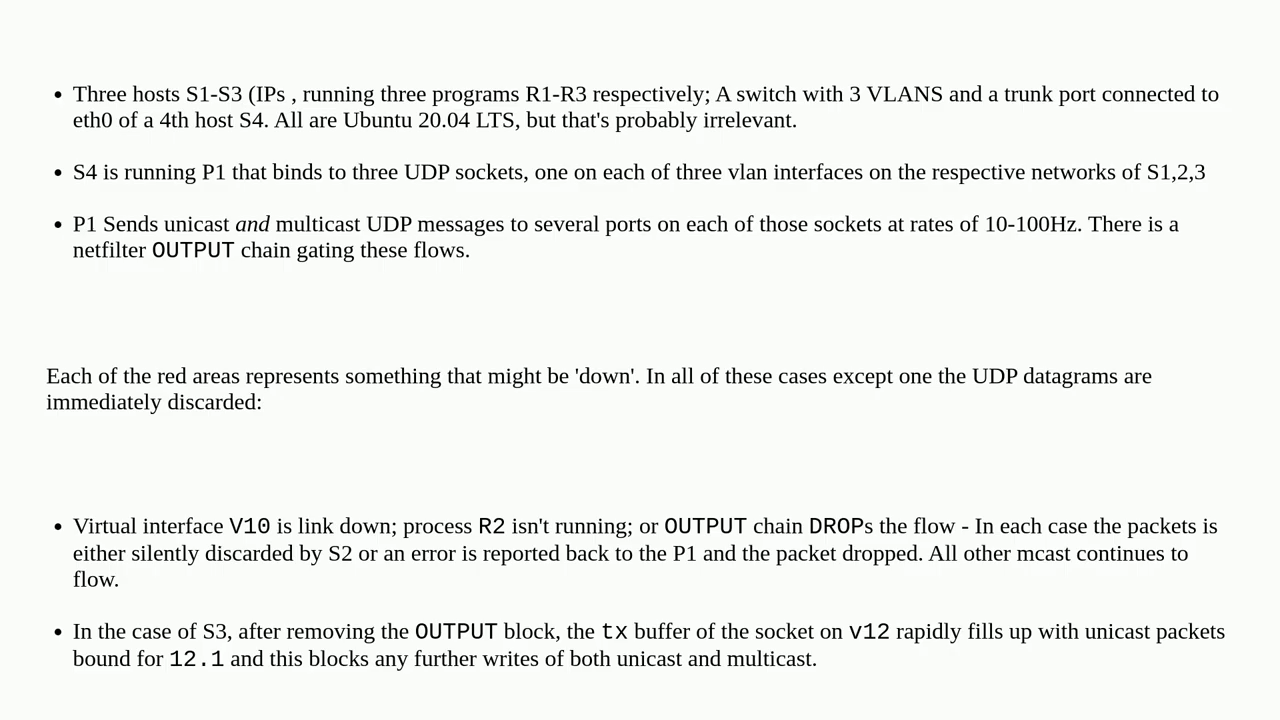 • Three hosts S1-S3 (IPs , running three programs R1-R3 respectively; A switch with 3 VLANS and a trunk port connected to
eth0 of a 4th host S4. All are Ubuntu 20.04 LTS, but that's probably irrelevant.
• S4 is running P1 that binds to three UDP sockets, one on each of three vlan interfaces on the respective networks of S1,2,3
• P1 Sends unicast and multicast UDP messages to several ports on each of those sockets at rates of 10-100Hz. There is a
netfilter OUTPUT chain gating these flows.
Each of the red areas represents something that might be 'down'. In all of these cases except one the UDP datagrams are
immediately discarded:
• Virtual interface V10 is link down; process R2 isn't running; or OUTPUT chain DROPs the flow - In each case the packets is
either silently discarded by S2 or an error is reported back to the P1 and the packet dropped. All other mcast continues to
flow.
• In the case of S3, after removing the OUTPUT block, the tx buffer of the socket on v12 rapidly fills up with unicast packets
bound for 12.1 and this blocks any further writes of both unicast and multicast.